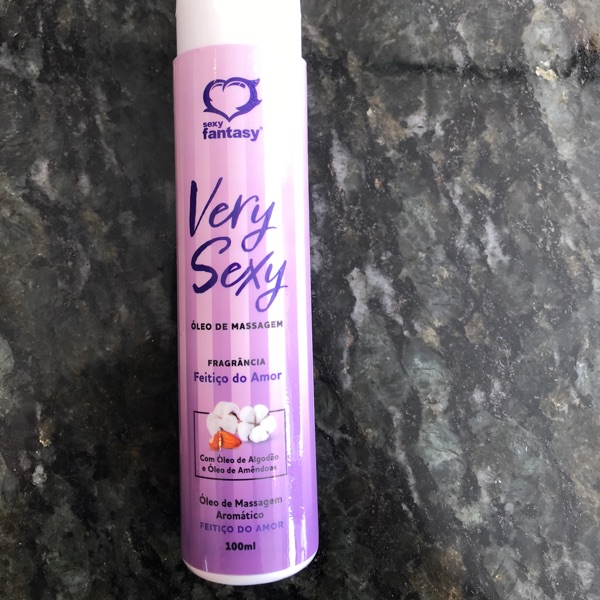 sexy
fantasy®
Very
Sexy
ÓLEO DE MASSAGEM
FRAGRÂNCIA
Feitiço do Amor
Com Óleo de Algodão
e Óleo de Amêndoas
Óleo de Massagem
Aromático
FEITIÇO DO AMOR
100ml